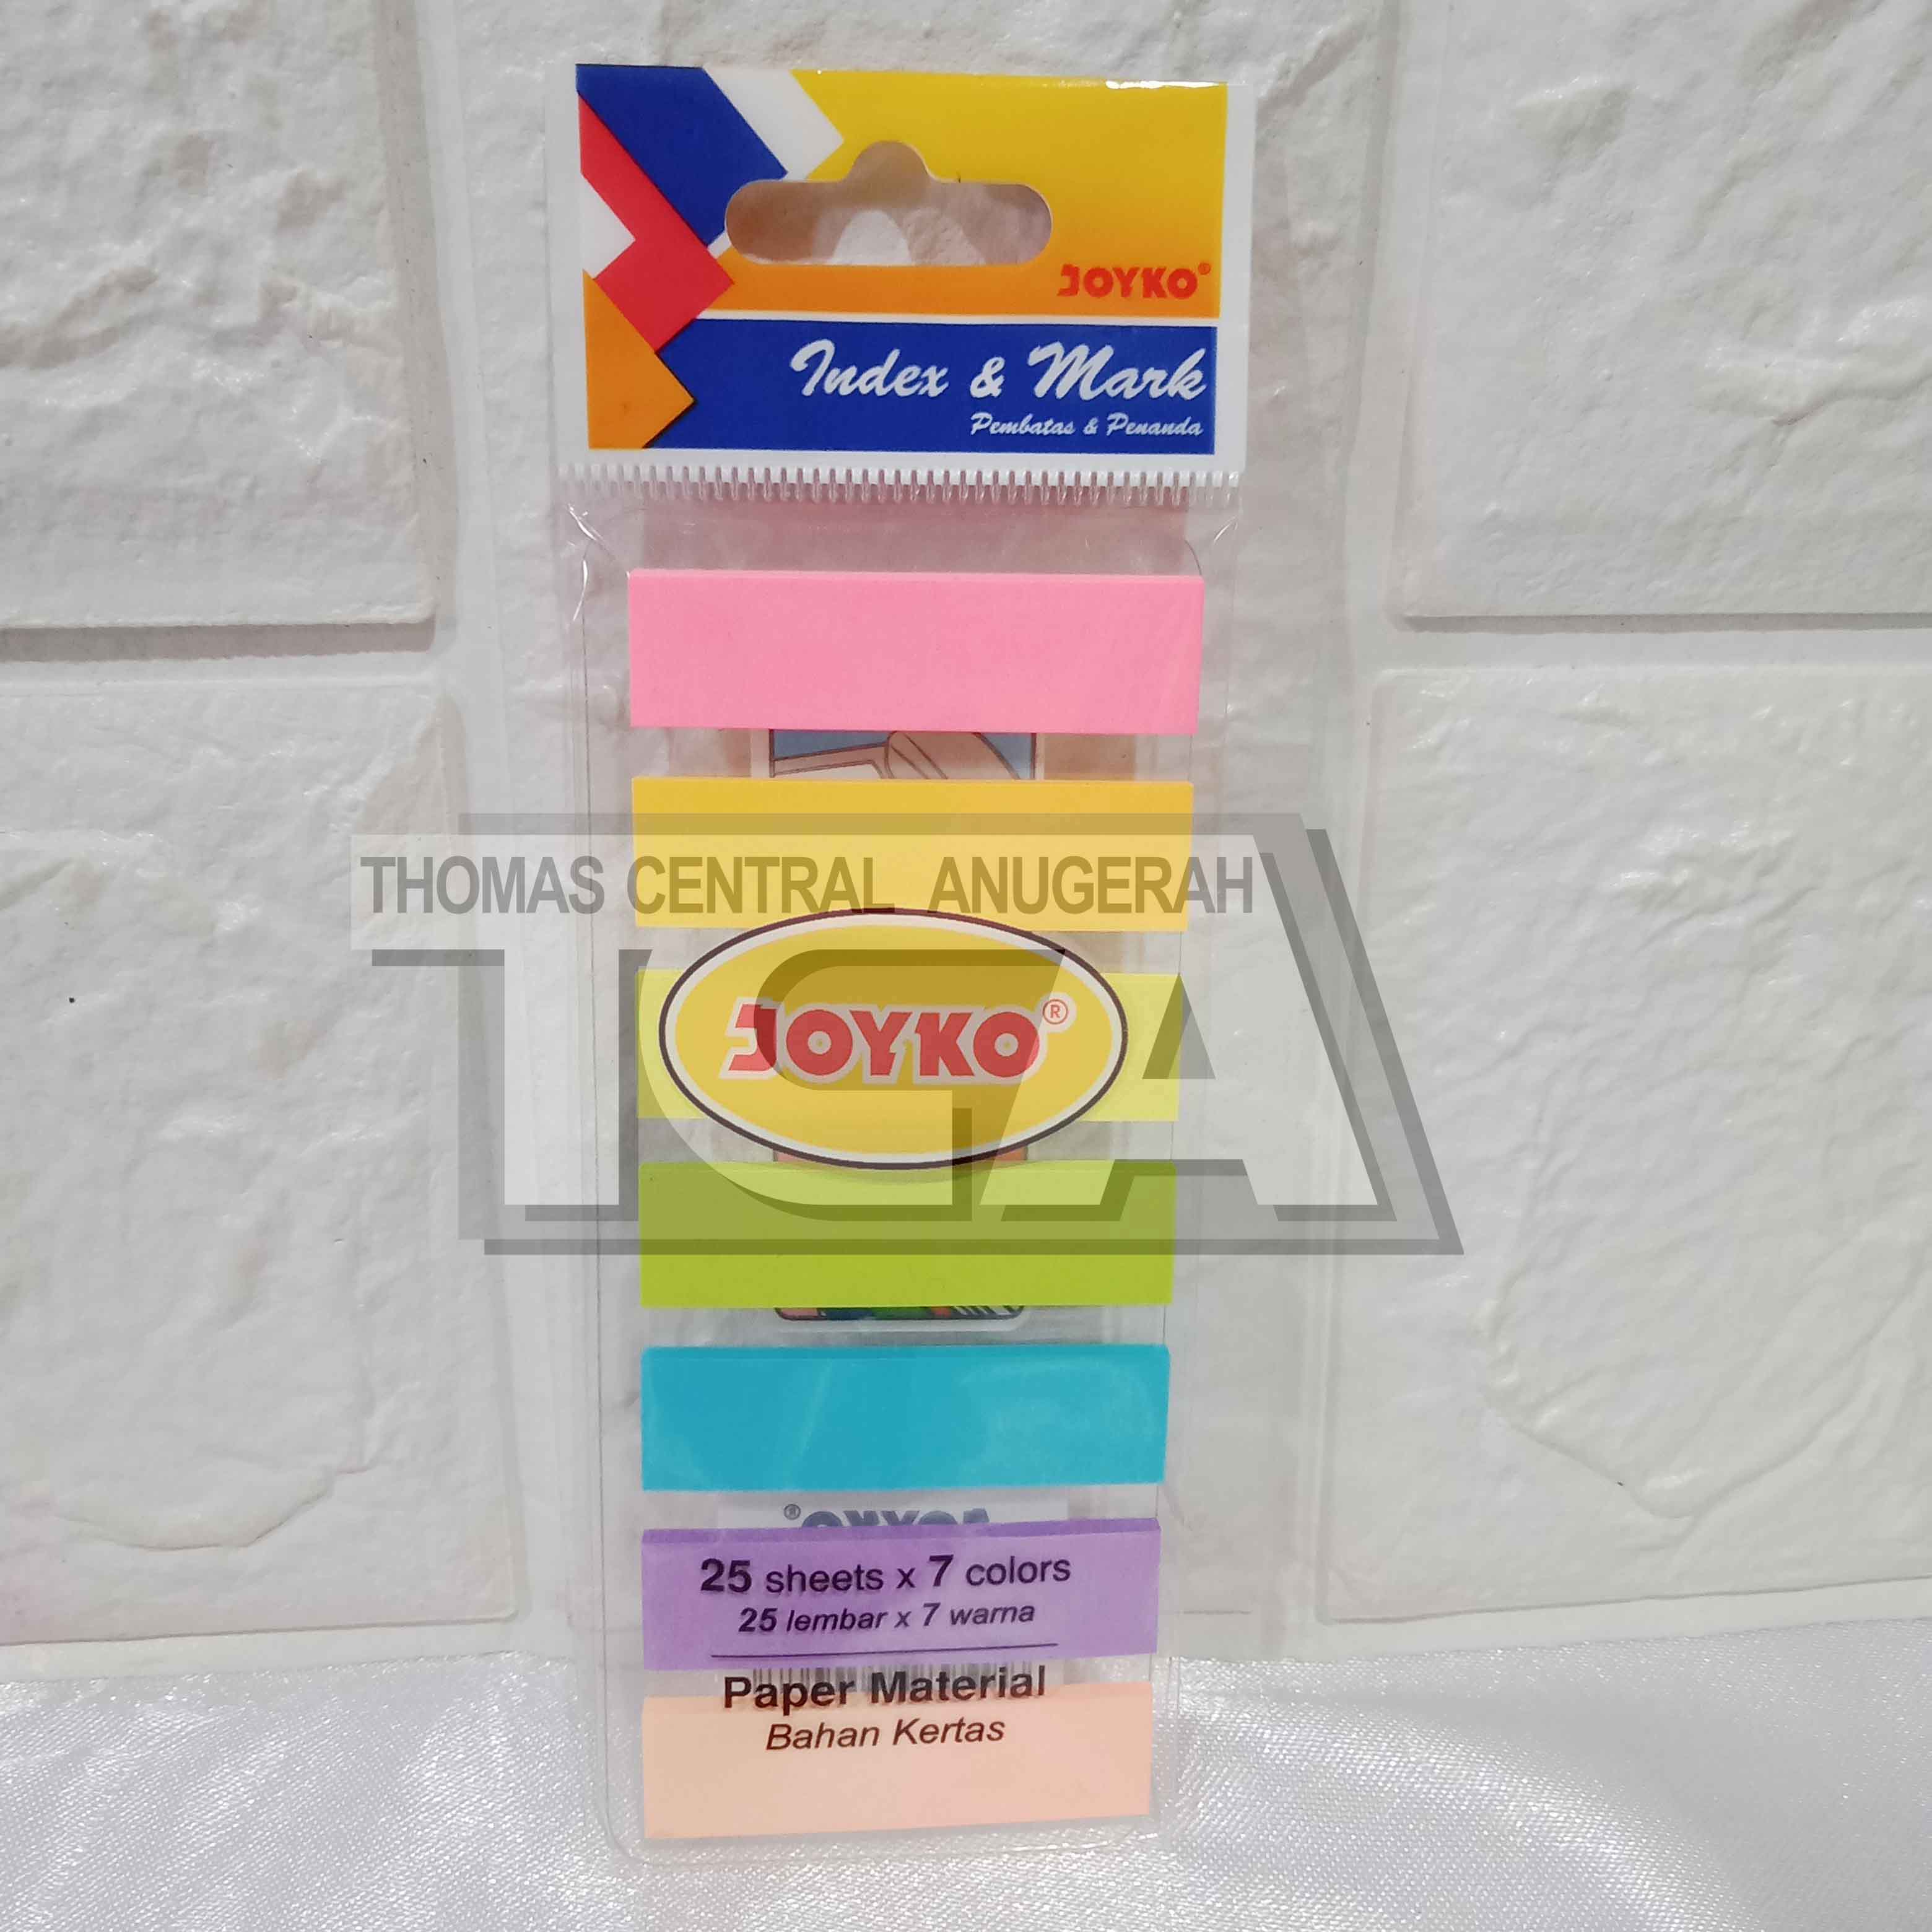 JOYKO®
Index & Mark
Pembatas & Penanda
THOMAS CENTRAL ANUGERAH
TCA
JOYKO®
25 sheets x 7 colors
25 lembar x 7 warna
Paper Material
Bahan Kertas